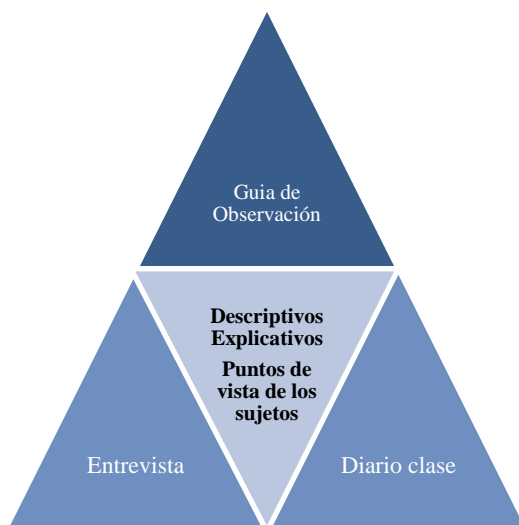 Guia de
Observación
Descriptivos
Explicativos
Puntos de
vista de los
sujetos
Entrevista
Diario clase